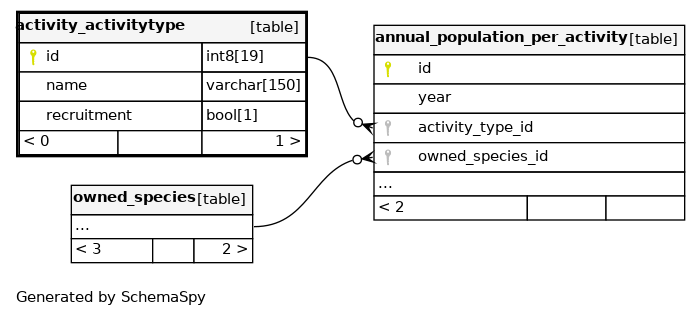 activity_activitytype [table]
id int8[19]
name varchar[150]
recruitment bool[1]
< 0 1 >
annual_population_per_activity [table]
id
year
activity_type_id
owned_species_id
...
< 2
owned_species [table]
...
< 3 2 >
Generated by SchemaSpy